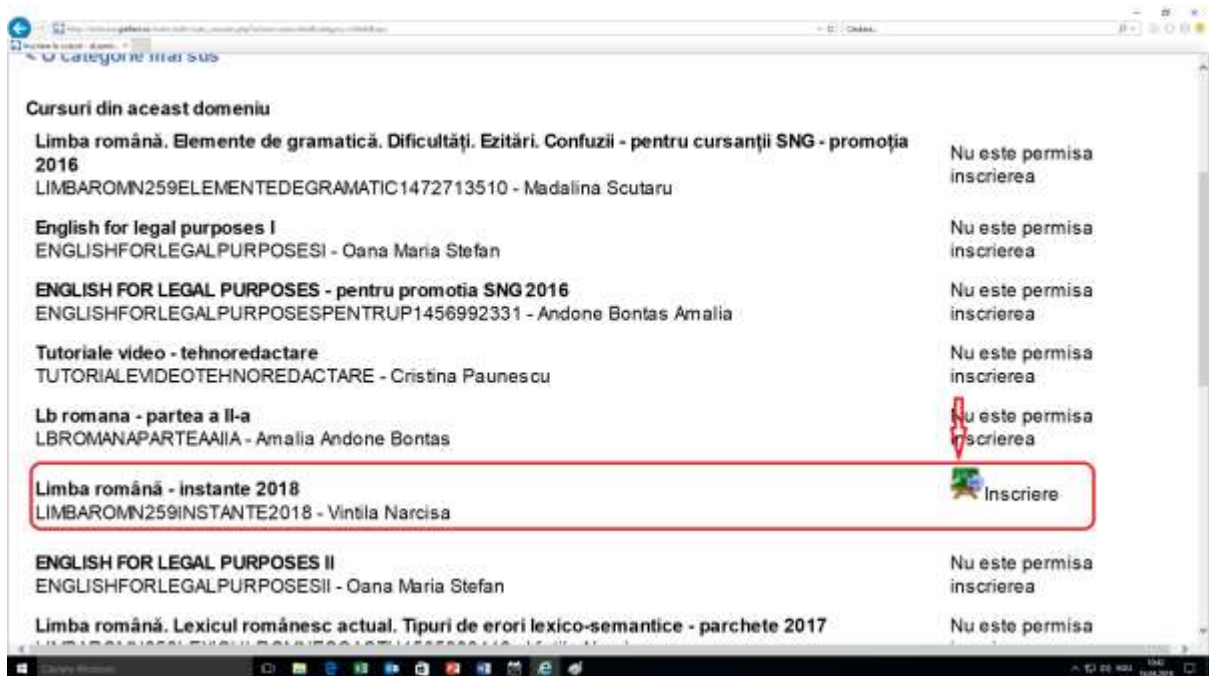 < O categorie mai sus
Cursuri din aceast domeniu
Limba română. Elemente de gramatică. Dificultăți. Ezitări. Confuzii - pentru cursanții SNG - promoția
2016
LIMBAROMN259ELEMENTEDEGRAMATIC1472713510 - Madalina Scutaru
Nu este permisa
inscrierea
English for legal purposes I
ENGLISHFORLEGALPURPOSESI - Oana Maria Stefan
Nu este permisa
inscrierea
ENGLISH FOR LEGAL PURPOSES - pentru promotia SNG 2016
ENGLISHFORLEGALPURPOSESPENTRUP1456992331 - Andone Bontas Amalia
Nu este permisa
inscrierea
Tutoriale video - tehnoredactare
TUTORIALEVIDEOTEHNOREDACTARE - Cristina Paunescu
Nu este permisa
inscrierea
Lb romana - partea a II-a
LBROMANAPARTEAAIIA - Amalia Andone Bontas
Nu este permisa
inscrierea
Limba română - instante 2018
LIMBAROMN259INSTANTE2018 - Vintila Narcisa
Inscriere
ENGLISH FOR LEGAL PURPOSES II
ENGLISHFORLEGALPURPOSESII - Oana Maria Stefan
Nu este permisa
inscrierea
Limba română. Lexicul românesc actual. Tipuri de erori lexico-semantice - parchete 2017
Nu este permisa